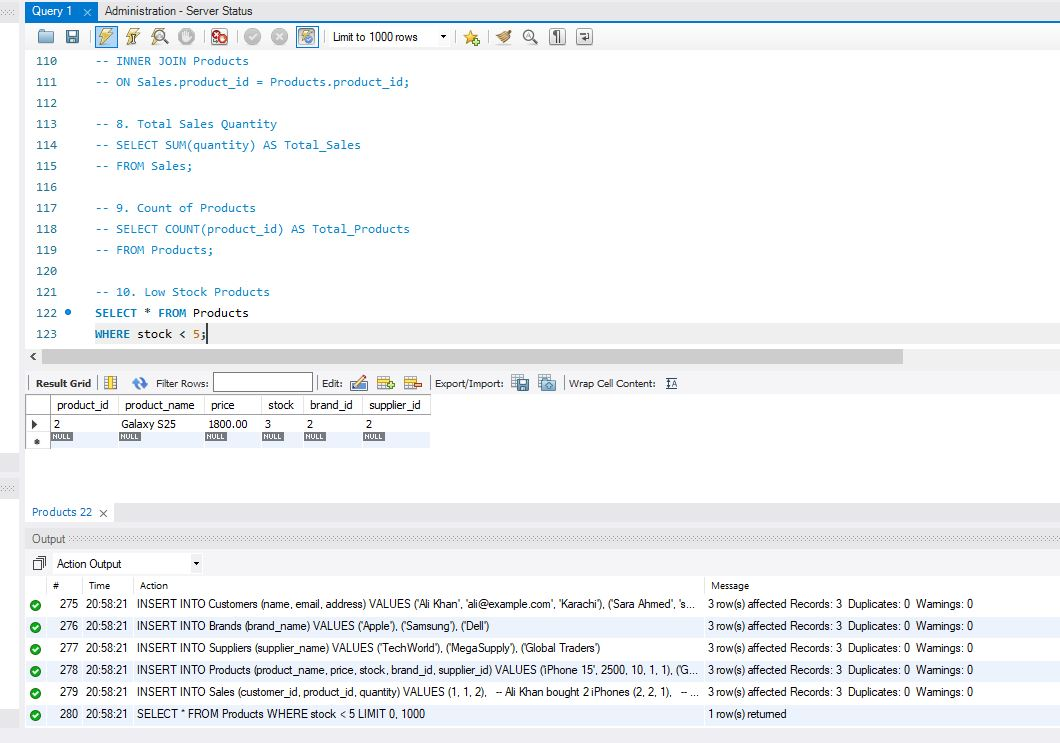 Query 1
Administration - Server Status
Limit to 1000 rows
110 -- INNER JOIN Products
111 -- ON Sales.product_id = Products.product_id;
112
113 -- 8. Total Sales Quantity
114 -- SELECT SUM(quantity) AS Total_Sales
115 -- FROM Sales;
116
117 -- 9. Count of Products
118 -- SELECT COUNT(product_id) AS Total_Products
119 -- FROM Products;
120
121 -- 10. Low Stock Products
122 SELECT * FROM Products
123 WHERE stock < 5;
Result Grid Filter Rows: Edit: Export/Import: Wrap Cell Content:
product_id product_name price stock brand_id supplier_id
2 Galaxy S25 1800.00 3 2 2
NULL NULL NULL NULL NULL NULL
Products 22
Output
Action Output
# Time Action Message
275 20:58:21 INSERT INTO Customers (name, email, address) VALUES ('Ali Khan', 'ali@example.com', 'Karachi'), ('Sara Ahmed', 's... 3 row(s) affected Records: 3 Duplicates: 0 Warnings: 0
276 20:58:21 INSERT INTO Brands (brand_name) VALUES ('Apple'), ('Samsung'), ('Dell') 3 row(s) affected Records: 3 Duplicates: 0 Warnings: 0
277 20:58:21 INSERT INTO Suppliers (supplier_name) VALUES ('TechWorld'), ('MegaSupply'), ('Global Traders') 3 row(s) affected Records: 3 Duplicates: 0 Warnings: 0
278 20:58:21 INSERT INTO Products (product_name, price, stock, brand_id, supplier_id) VALUES ('iPhone 15', 2500, 10, 1, 1), ('G... 3 row(s) affected Records: 3 Duplicates: 0 Warnings: 0
279 20:58:21 INSERT INTO Sales (customer_id, product_id, quantity) VALUES (1, 1, 2), -- Ali Khan bought 2 iPhones (2, 2, 1), -- ... 3 row(s) affected Records: 3 Duplicates: 0 Warnings: 0
280 20:58:21 SELECT * FROM Products WHERE stock < 5 LIMIT 0, 1000 1 row(s) returned